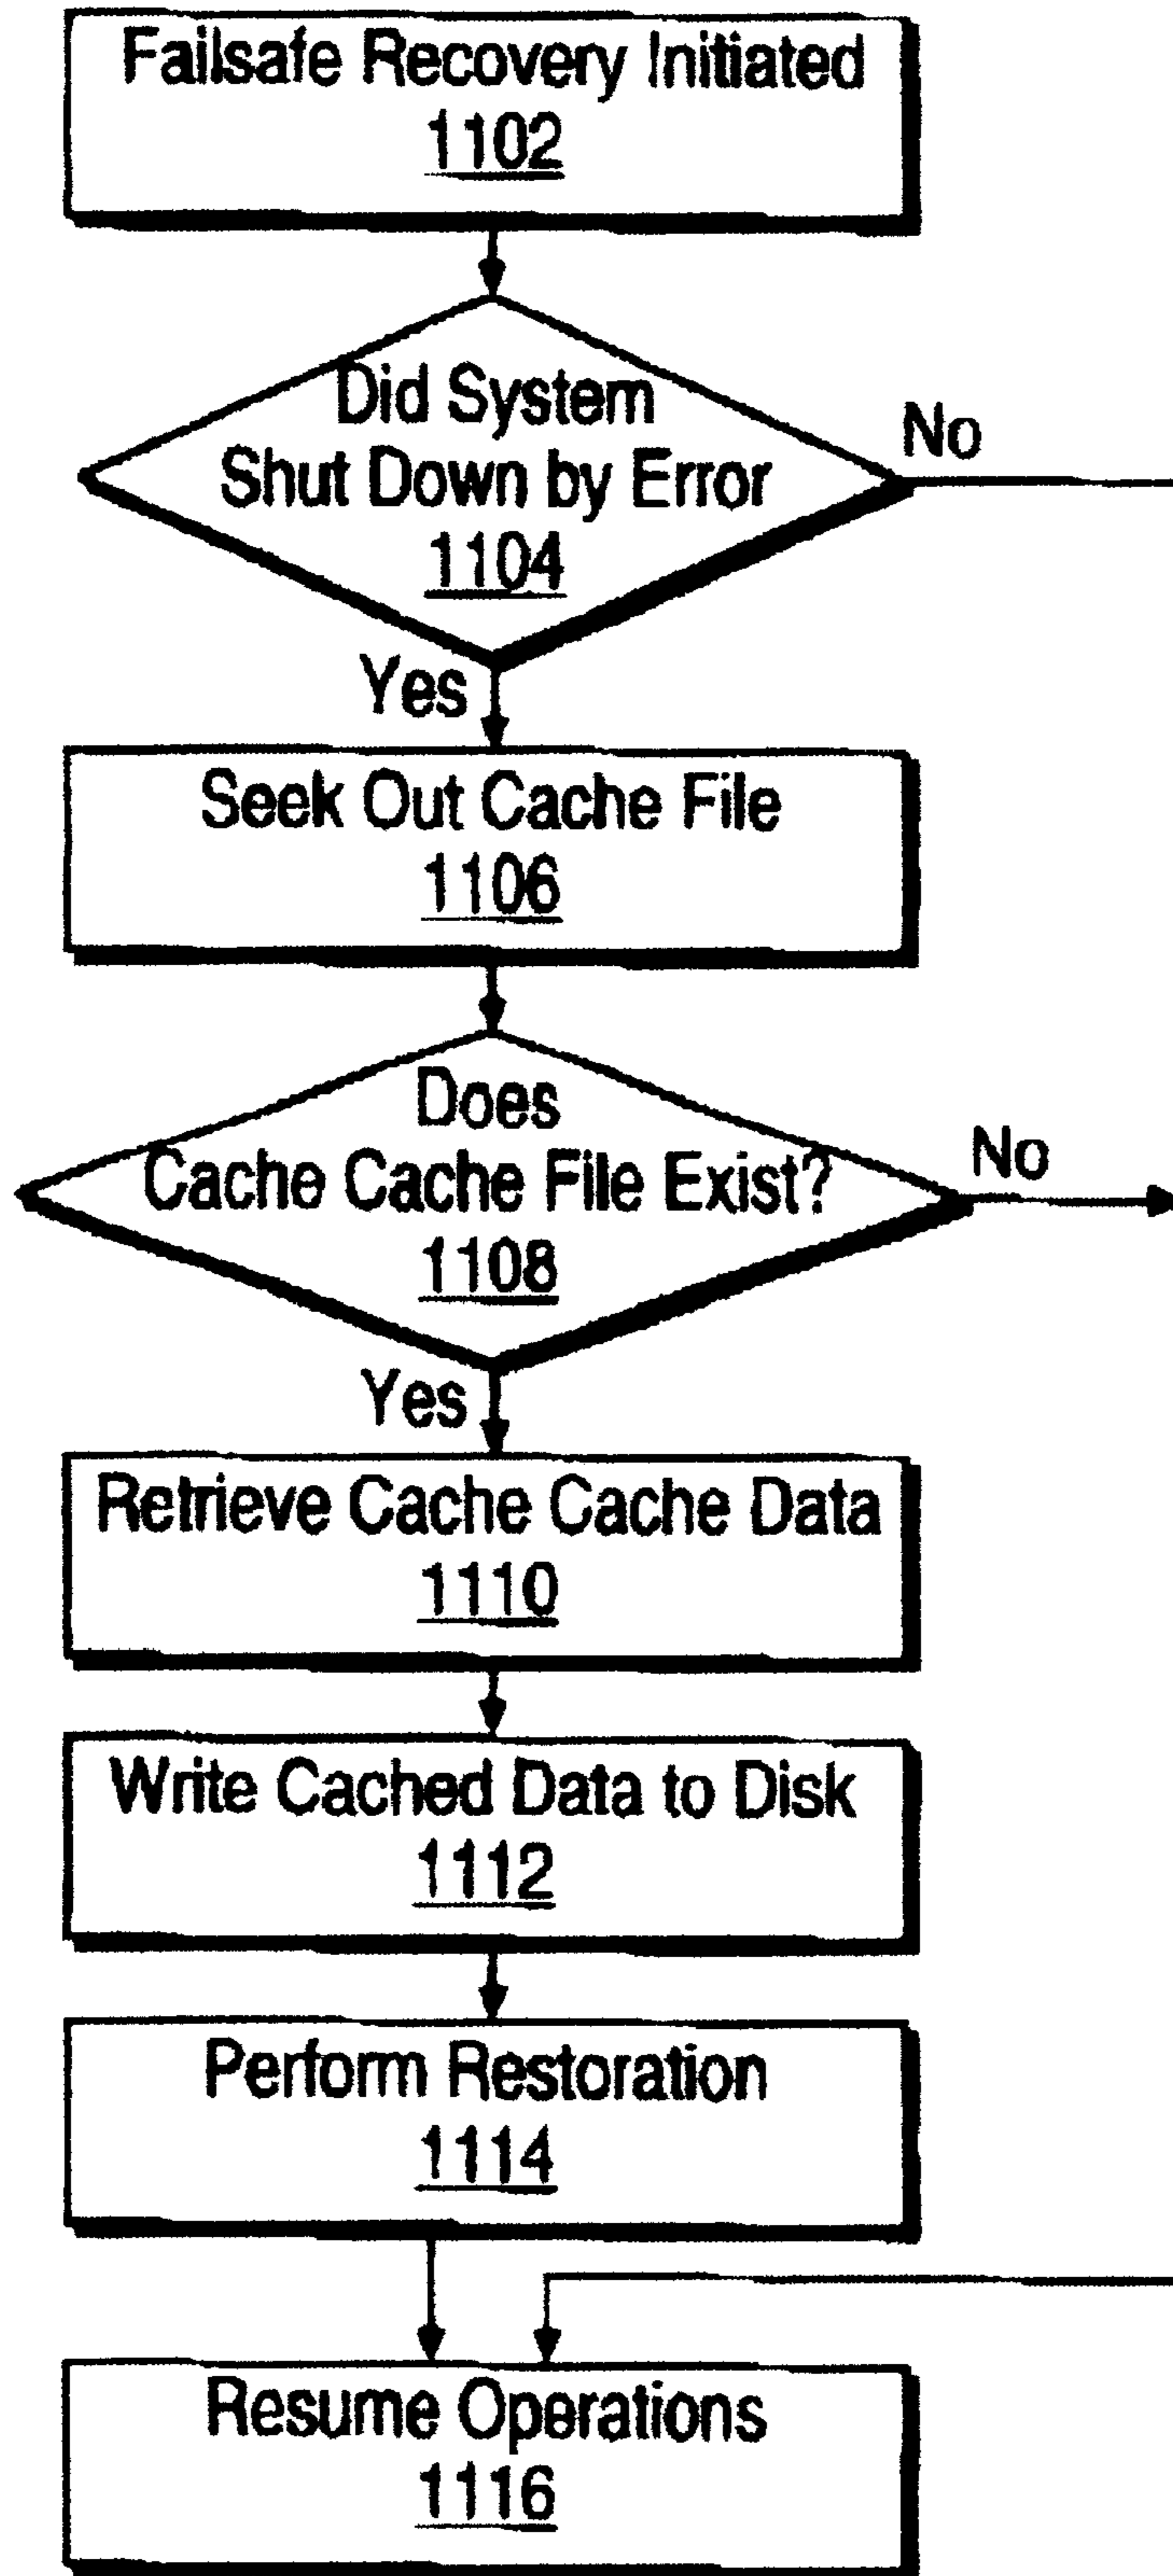 Failsafe Recovery Initiated
1102
Did System
Shut Down by Error
1104
No
Yes
Seek Out Cache File
1106
Does
Cache Cache File Exist?
1108
No
Yes
Retrieve Cache Cache Data
1110
Write Cached Data to Disk
1112
Perform Restoration
1114
Resume Operations
1116